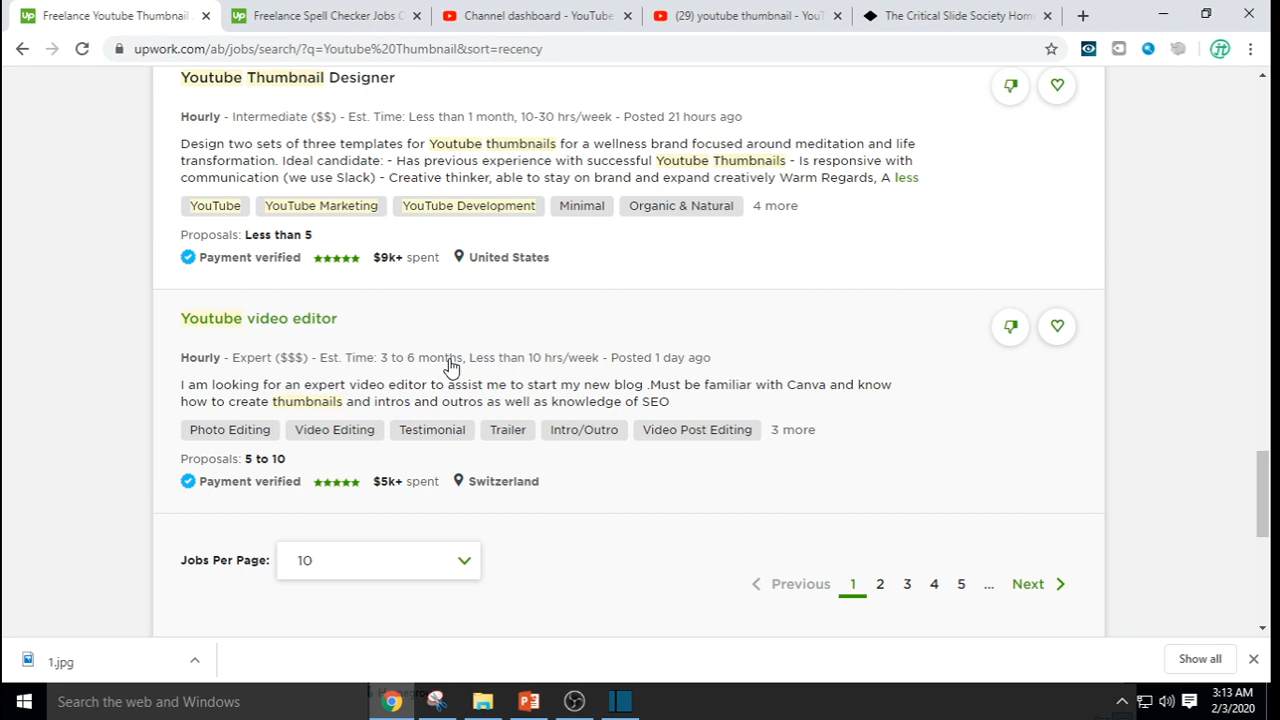 Freelance Youtube Thumbnail
Freelance Spell Checker Jobs O
Channel dashboard - YouTube
(29) youtube thumbnail - YouT
The Critical Slide Society Hom
upwork.com/ab/jobs/search/?q=Youtube%20Thumbnail&sort=recency
Youtube Thumbnail Designer
Hourly - Intermediate ($$) - Est. Time: Less than 1 month, 10-30 hrs/week - Posted 21 hours ago
Design two sets of three templates for Youtube thumbnails for a wellness brand focused around meditation and life
transformation. Ideal candidate: - Has previous experience with successful Youtube Thumbnails - Is responsive with
communication (we use Slack) - Creative thinker, able to stay on brand and expand creatively Warm Regards, A less
YouTube YouTube Marketing YouTube Development Minimal Organic & Natural 4 more
Proposals: Less than 5
Payment verified $9k+ spent United States
Youtube video editor
Hourly - Expert ($$$) - Est. Time: 3 to 6 months, Less than 10 hrs/week - Posted 1 day ago
I am looking for an expert video editor to assist me to start my new blog .Must be familiar with Canva and know
how to create thumbnails and intros and outros as well as knowledge of SEO
Photo Editing Video Editing Testimonial Trailer Intro/Outro Video Post Editing 3 more
Proposals: 5 to 10
Payment verified $5k+ spent Switzerland
Jobs Per Page: 10
Previous 1 2 3 4 5 ... Next
1.jpg
Show all
Search the web and Windows
3:13 AM
2/3/2020